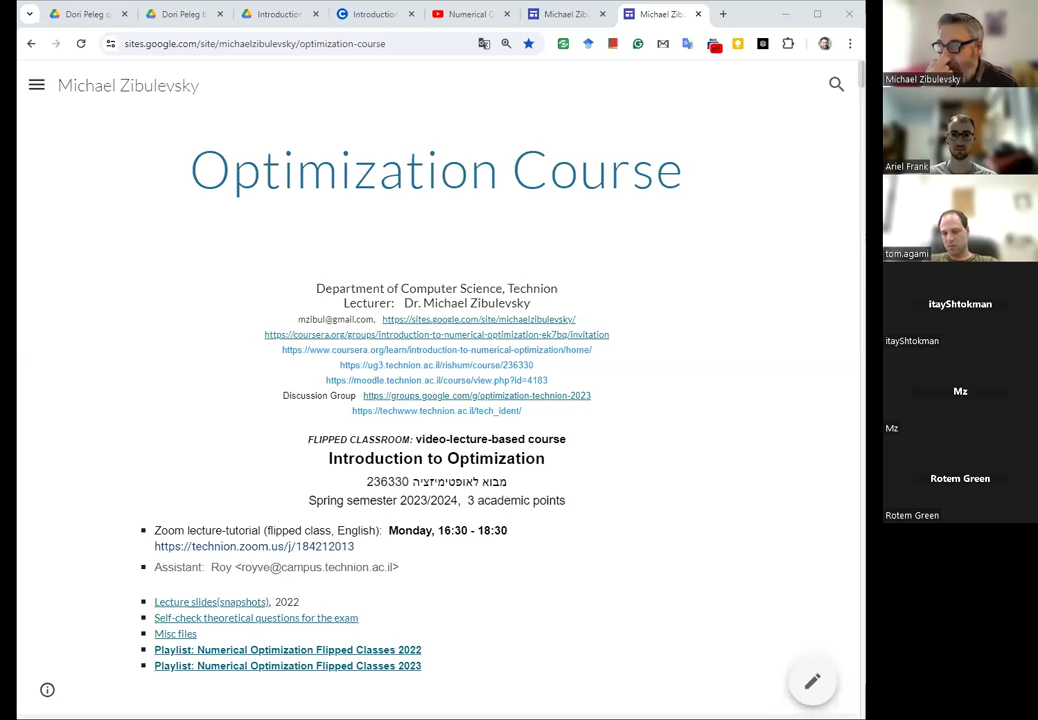 Dori Peleg c
Dori Peleg b
Introduction
Introduction
Numerical C
Michael Zib
Michael Zib
sites.google.com/site/michaelzibulevsky/optimization-course
Michael Zibulevsky
Optimization Course
Department of Computer Science, Technion
Lecturer: Dr. Michael Zibulevsky
mzibul@gmail.com, https://sites.google.com/site/michaelzibulevsky/
https://coursera.org/groups/introduction-to-numerical-optimization-ek7bq/invitation
https://www.coursera.org/learn/introduction-to-numerical-optimization/home/
https://ug3.technion.ac.il/rishum/course/236330
https://moodle.technion.ac.il/course/view.php?id=4183
Discussion Group https://groups.google.com/g/optimization-technion-2023
https://techwww.technion.ac.il/tech_ident/
FLIPPED CLASSROOM: video-lecture-based course
Introduction to Optimization
מבוא לאופטימיזציה 236330
Spring semester 2023/2024, 3 academic points
Zoom lecture-tutorial (flipped class, English): Monday, 16:30 - 18:30
https://technion.zoom.us/j/184212013
Assistant: Roy <royve@campus.technion.ac.il>
Lecture slides(snapshots), 2022
Self-check theoretical questions for the exam
Misc files
Playlist: Numerical Optimization Flipped Classes 2022
Playlist: Numerical Optimization Flipped Classes 2023
Michael Zibulevsky
Ariel Frank
tom.agami
itayShtokman
itayShtokman
Mz
Mz
Rotem Green
Rotem Green